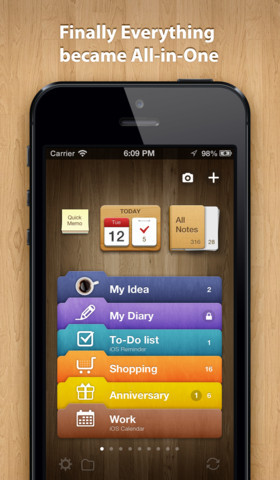 Finally Everything
became All-in-One
Carrier 6:09 PM 98%
Quick
Memo
TODAY
Tue
12
5
All
Notes
316
28
My Idea 2
My Diary
To-Do list 1
iOS Reminder
Shopping 16
Anniversary 1 6
Work
iOS Calendar